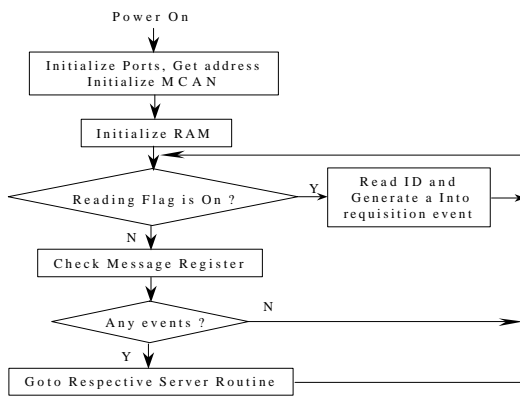 Power On
Initialize Ports, Get address
Initialize MCAN
Initialize RAM
Reading Flag is On ?
Y
Read ID and
Generate a Into
requisition event
N
Check Message Register
Any events ?
N
Y
Goto Respective Server Routine